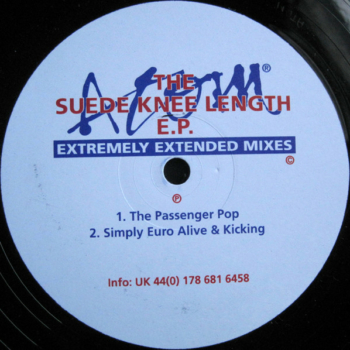 Atom®
THE
SUEDE KNEE LENGTH
E.P.
EXTREMELY EXTENDED MIXES
©
℗
1. The Passenger Pop
2. Simply Euro Alive & Kicking
Info: UK 44(0) 178 681 6458